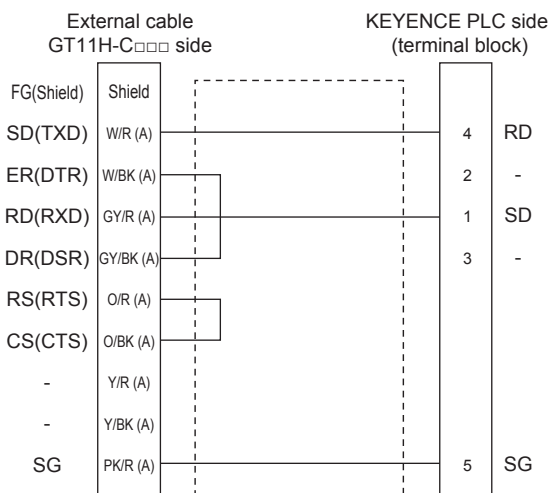 External cable
GT11H-C□□□ side
KEYENCE PLC side
(terminal block)
FG(Shield) Shield
SD(TXD) W/R (A) 4 RD
ER(DTR) W/BK (A) 2 -
RD(RXD) GY/R (A) 1 SD
DR(DSR) GY/BK (A) 3 -
RS(RTS) O/R (A)
CS(CTS) O/BK (A)
- Y/R (A)
- Y/BK (A)
SG PK/R (A) 5 SG